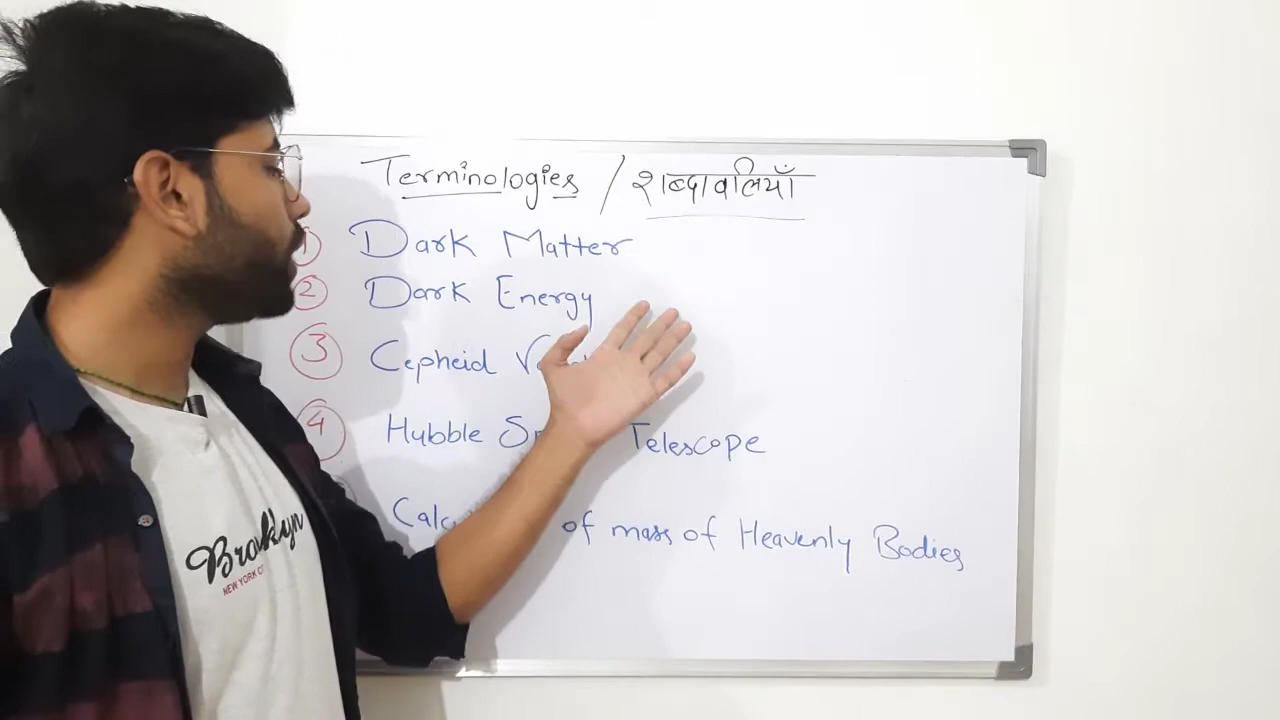 Terminologies / शब्दावलियाँ
1 Dark Matter
2 Dark Energy
3 Cepheid
4 Hubble Telescope
of mass of Heavenly Bodies
Brooklyn
NEW YORK